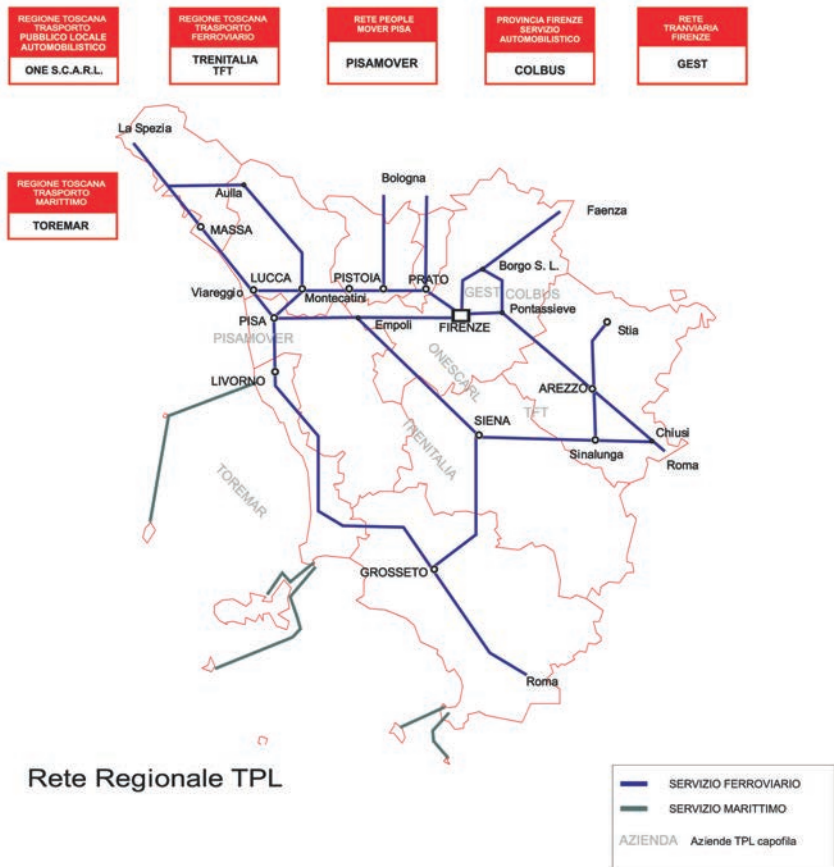 REGIONE TOSCANA
TRASPORTO
PUBBLICO LOCALE
AUTOMOBILISTICO
ONE S.C.A.R.L.
REGIONE TOSCANA
TRASPORTO
FERROVIARIO
TRENITALIA
TFT
RETE PEOPLE
MOVER PISA
PISAMOVER
PROVINCIA FIRENZE
SERVIZIO
AUTOMOBILISTICO
COLBUS
RETE
TRANVIARIA
FIRENZE
GEST
REGIONE TOSCANA
TRASPORTO
MARITTIMO
TOREMAR
La Spezia
Aulla
Bologna
Faenza
MASSA
Borgo S. L.
LUCCA
PISTOIA
PRATO
Viareggio
Montecatini
GEST
COLBUS
Pontassieve
PISA
Empoli
FIRENZE
PISAMOVER
Stia
ONESCARL
LIVORNO
AREZZO
TFT
SIENA
TRENITALIA
Chiusi
Sinalunga
Roma
TOREMAR
GROSSETO
Roma
Rete Regionale TPL
SERVIZIO FERROVIARIO
SERVIZIO MARITTIMO
AZIENDA Aziende TPL capofila